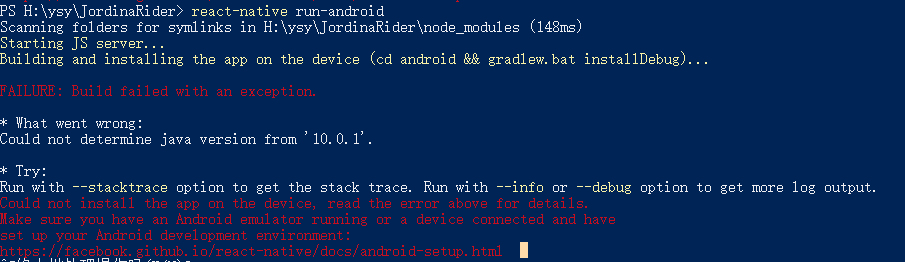 PS H:\ysy\JordinaRider> react-native run-android
Scanning folders for symlinks in H:\ysy\JordinaRider\node_modules (148ms)
Starting JS server...
Building and installing the app on the device (cd android && gradlew.bat installDebug)...
FAILURE: Build failed with an exception.
* What went wrong:
Could not determine java version from '10.0.1'.
* Try:
Run with --stacktrace option to get the stack trace. Run with --info or --debug option to get more log output.
Could not install the app on the device, read the error above for details.
Make sure you have an Android emulator running or a device connected and have
set up your Android development environment:
https://facebook.github.io/react-native/docs/android-setup.html